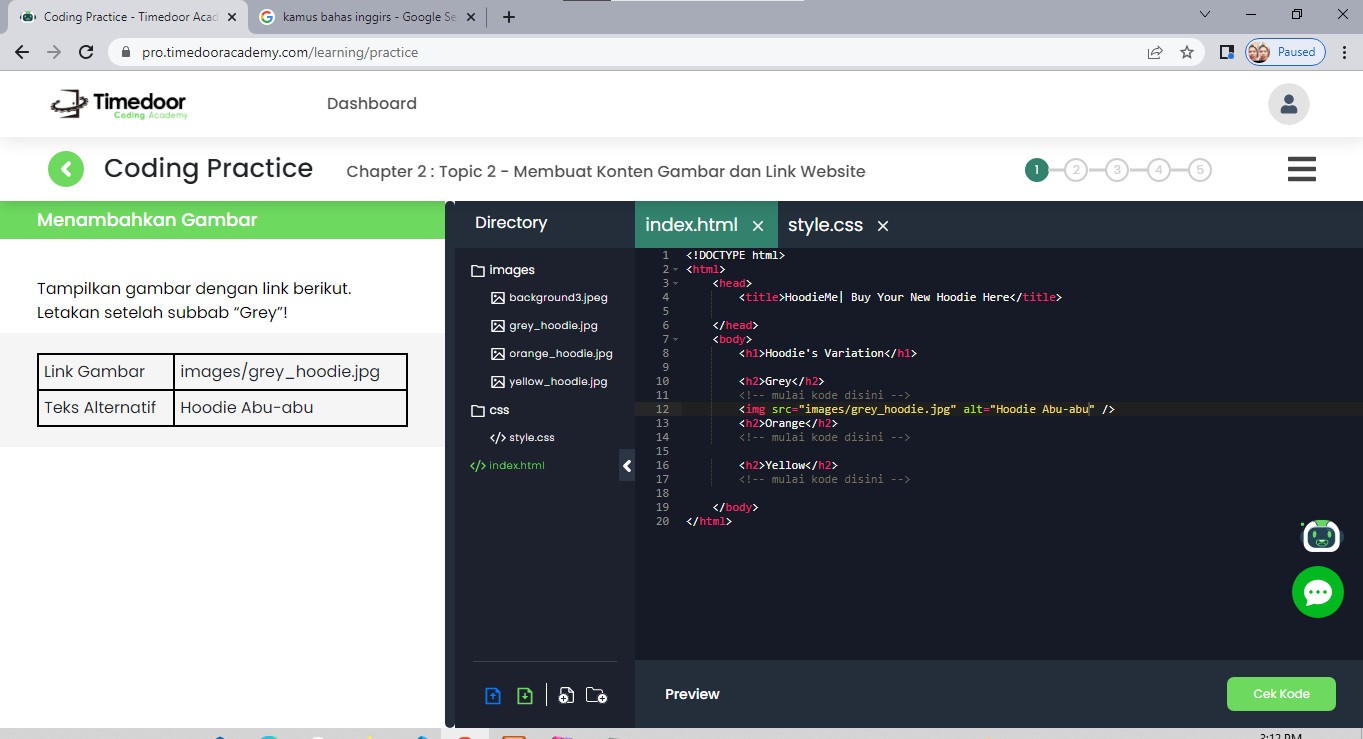 Coding Practice - Timedoor Acad
kamus bahas inggirs - Google Se
pro.timedooracademy.com/learning/practice
Paused
Timedoor
Coding Academy
Dashboard
Coding Practice
Chapter 2 : Topic 2 - Membuat Konten Gambar dan Link Website
1 2 3 4 5
Menambahkan Gambar
Tampilkan gambar dengan link berikut.
Letakan setelah subbab “Grey”!
Link Gambar images/grey_hoodie.jpg
Teks Alternatif Hoodie Abu-abu
Directory
images
background3.jpeg
grey_hoodie.jpg
orange_hoodie.jpg
yellow_hoodie.jpg
css
</> style.css
</> index.html
index.html × style.css ×
1 <!DOCTYPE html>
2 <html>
3 <head>
4 <title>HoodieMe| Buy Your New Hoodie Here</title>
5
6 </head>
7 <body>
8 <h1>Hoodie's Variation</h1>
9
10 <h2>Grey</h2>
11 <!-- mulai kode disini -->
12 <img src="images/grey_hoodie.jpg" alt="Hoodie Abu-abu" />
13 <h2>Orange</h2>
14 <!-- mulai kode disini -->
15
16 <h2>Yellow</h2>
17 <!-- mulai kode disini -->
18
19 </body>
20 </html>
Preview
Cek Kode